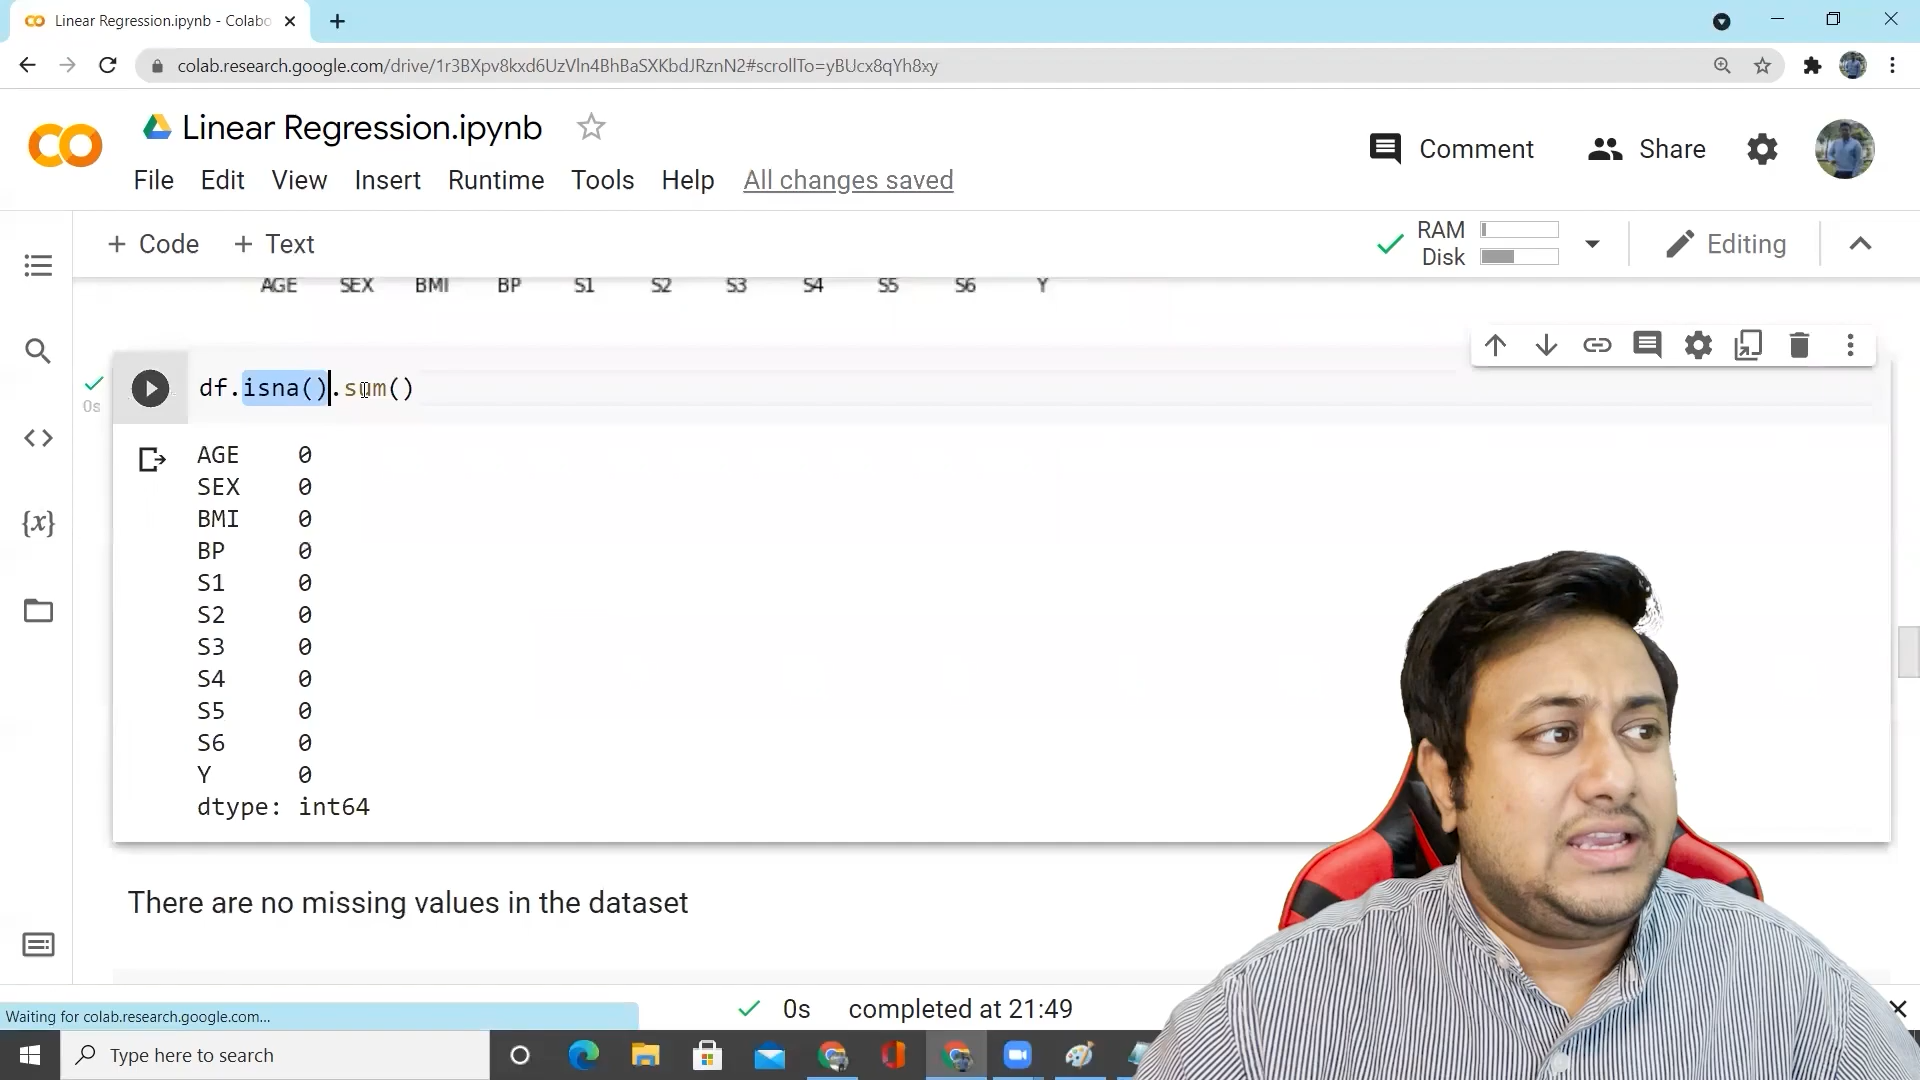 Linear Regression.ipynb - Colabo
colab.research.google.com/drive/1r3BXpv8kxd6UzVln4BhBaSXKbdJRznN2#scrollTo=yBUcx8qYh8xy
Linear Regression.ipynb
Comment
Share
File Edit View Insert Runtime Tools Help All changes saved
+ Code + Text
RAM
Disk
Editing
AGE SEX BMI BP S1 S2 S3 S4 S5 S6 Y
0s
df.isna().sum()
AGE 0
SEX 0
BMI 0
BP 0
S1 0
S2 0
S3 0
S4 0
S5 0
S6 0
Y 0
dtype: int64
{x}
There are no missing values in the dataset
Waiting for colab.research.google.com...
0s completed at 21:49
Type here to search